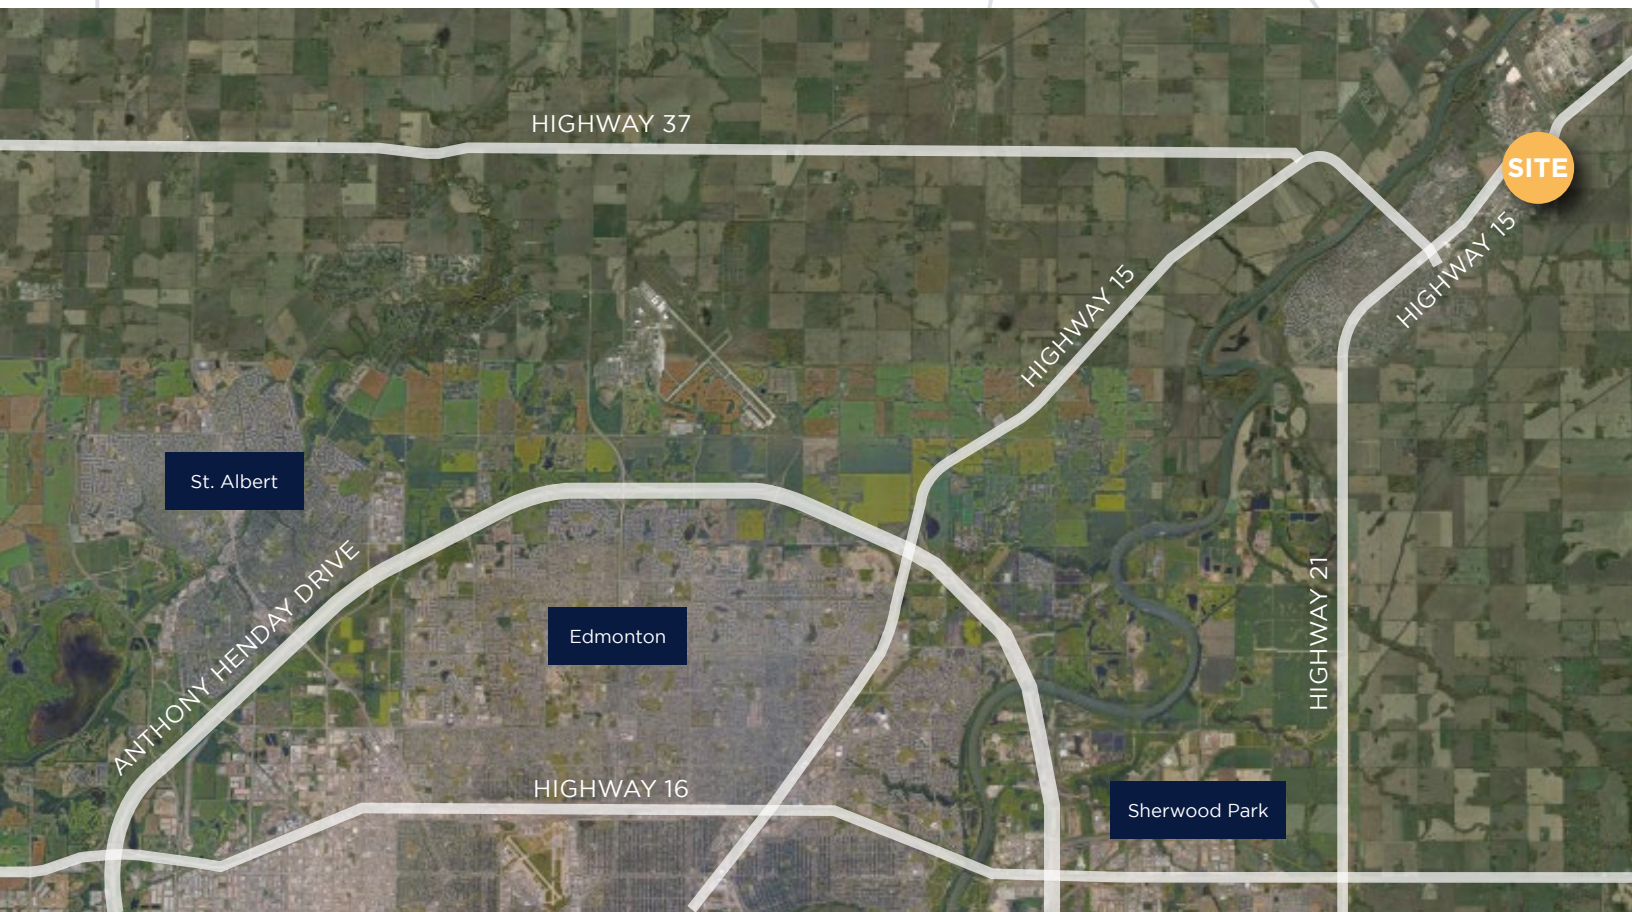 HIGHWAY 37
SITE
HIGHWAY 15
HIGHWAY 15
St. Albert
ANTHONY HENDAY DRIVE
Edmonton
HIGHWAY 21
HIGHWAY 16
Sherwood Park